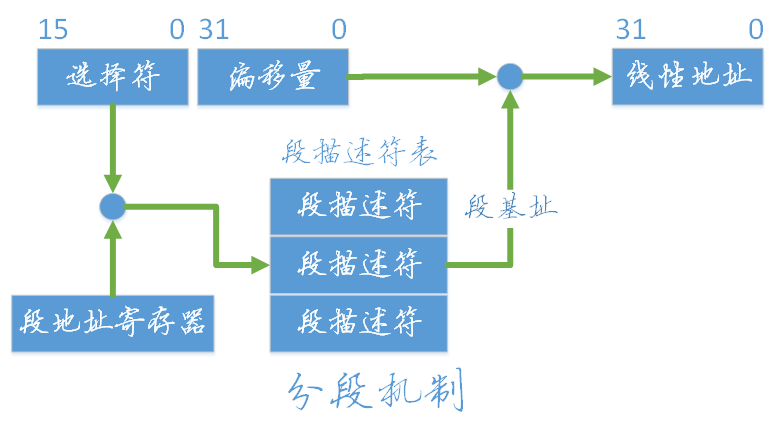 15 0 31 0 31 0
选择符 偏移量 线性地址
段描述符表
段描述符 段基址
段描述符
段地址寄存器 段描述符
分段机制